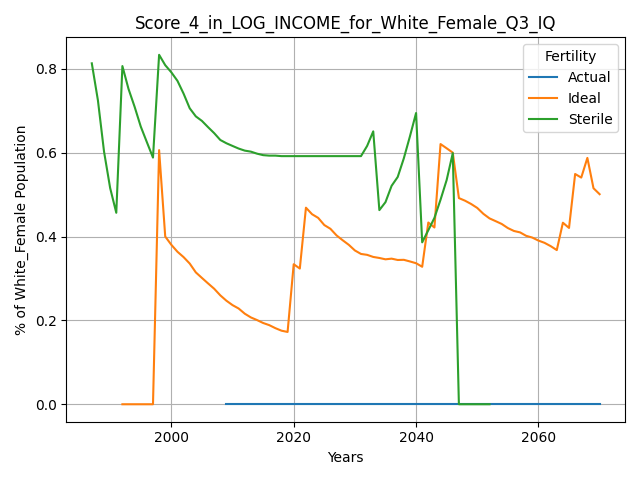 Score_4_in_LOG_INCOME_for_White_Female_Q3_IQ
% of White_Female Population
0.8
0.6
0.4
0.2
0.0
Fertility
Actual
Ideal
Sterile
2000
2020
2040
2060
Years